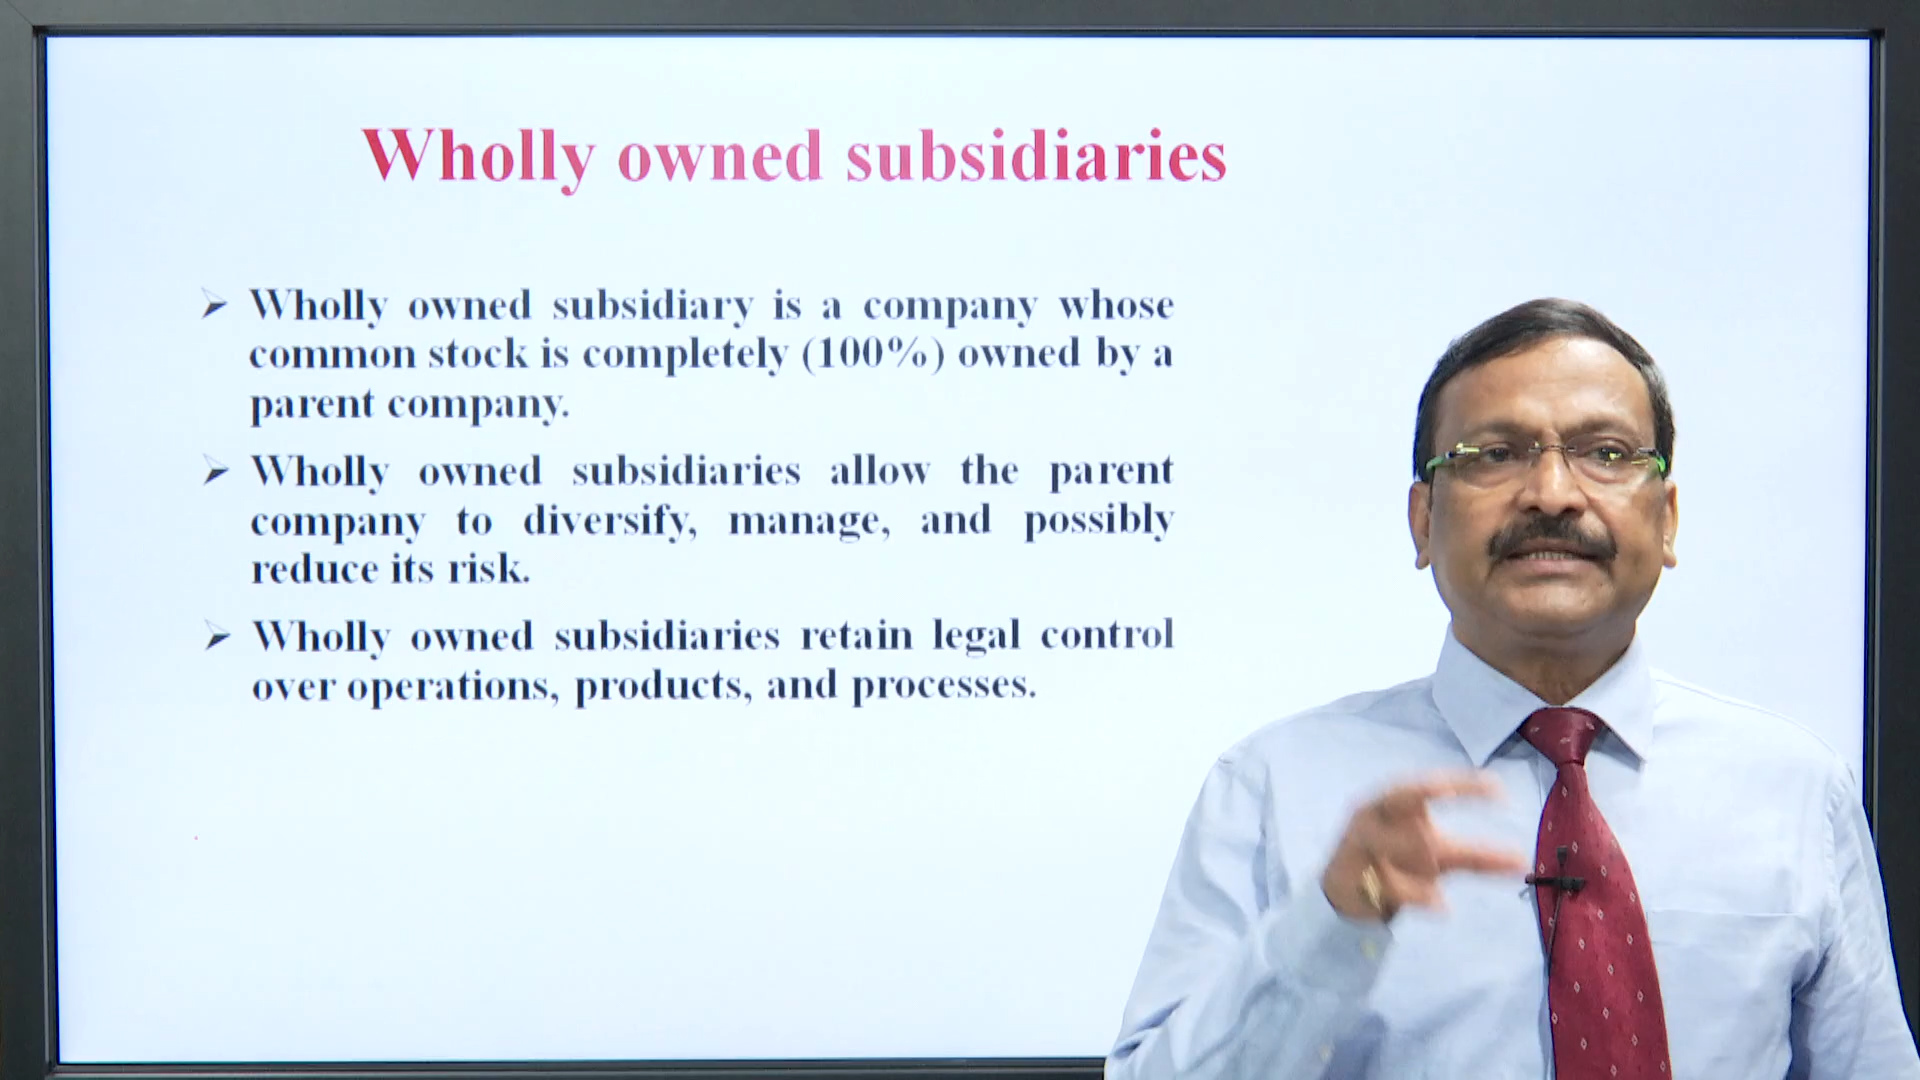 Wholly owned subsidiaries
➢ Wholly owned subsidiary is a company whose
common stock is completely (100%) owned by a
parent company.
➢ Wholly owned subsidiaries allow the parent
company to diversify, manage, and possibly
reduce its risk.
➢ Wholly owned subsidiaries retain legal control
over operations, products, and processes.